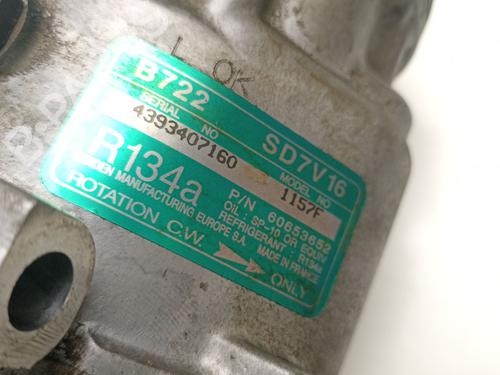 L OK
B722
SD7V16
SERIAL NO
MODEL NO
4393407160
1157F
R134a
P/N 60653652
OIL: SP-10 OR EQUIV
REFRIGERANT: R134a
SANDEN MANUFACTURING EUROPE S.A. MADE IN FRANCE
ROTATION C.W. ONLY